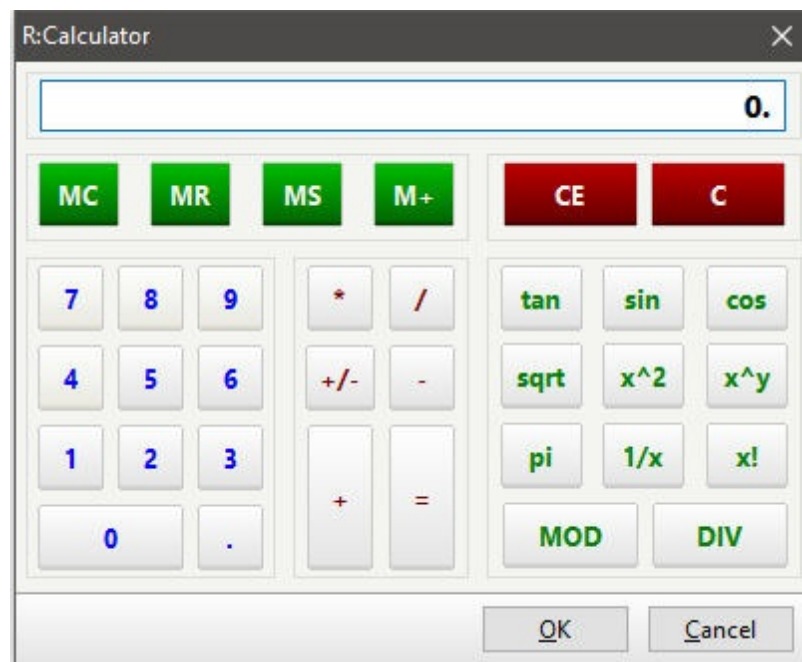 R:Calculator
0.
MC MR MS M+ CE C
7 8 9 * / tan sin cos
4 5 6 +/- - sqrt x^2 x^y
1 2 3 + = pi 1/x x!
0 . MOD DIV
OK Cancel